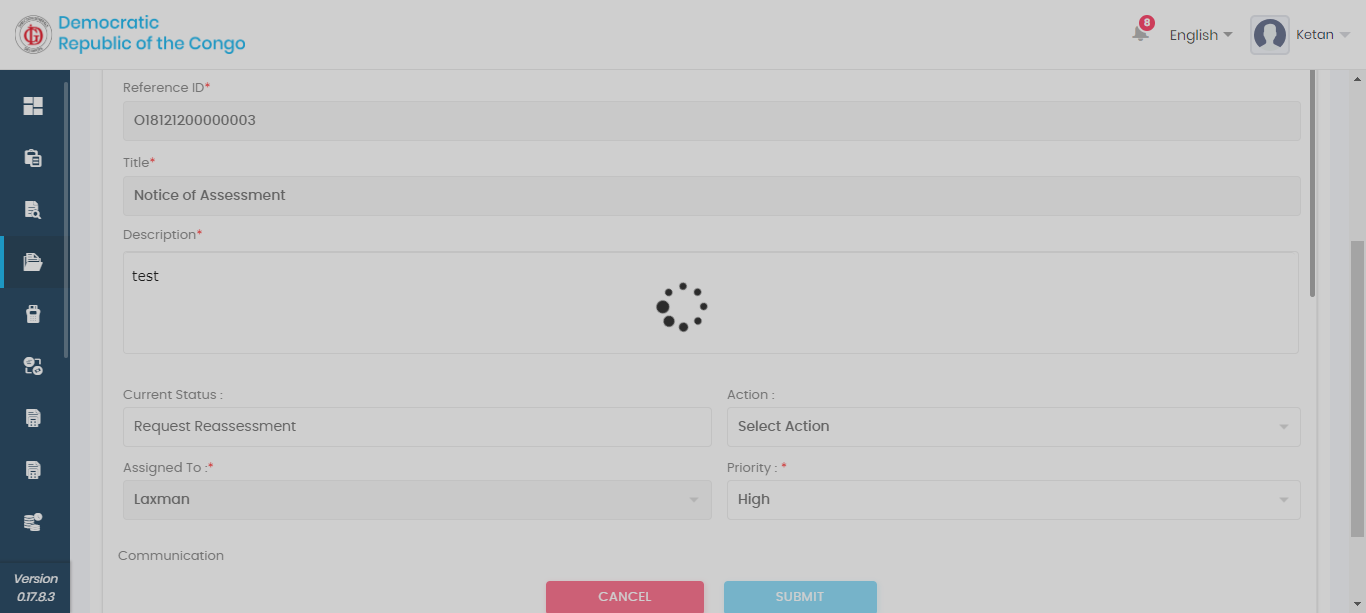 Democratic
Republic of the Congo
8
English
Ketan
Reference ID*
O18121200000003
Title*
Notice of Assessment
Description*
test
Current Status :
Action :
Request Reassessment
Select Action
Assigned To :*
Priority : *
Laxman
High
Communication
CANCEL
SUBMIT
Version
0.17.8.3